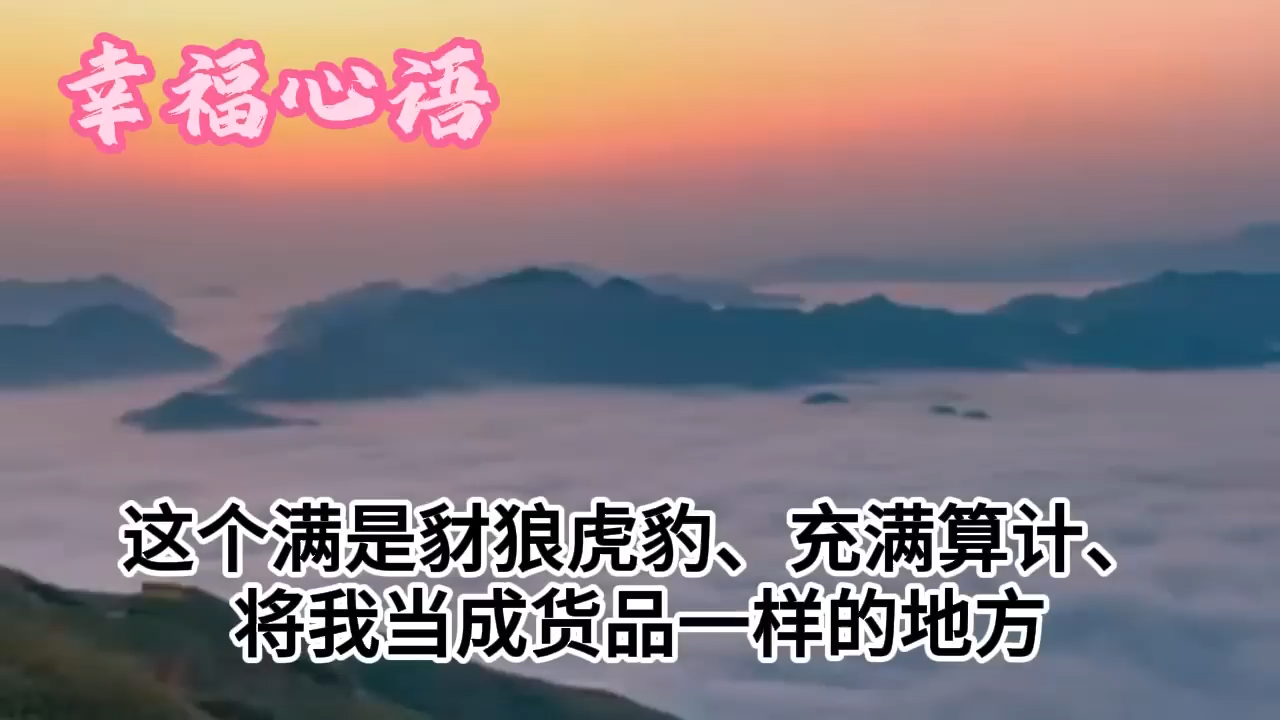 幸福心语
这个满是豺狼虎豹、充满算计、
将我当成货品一样的地方